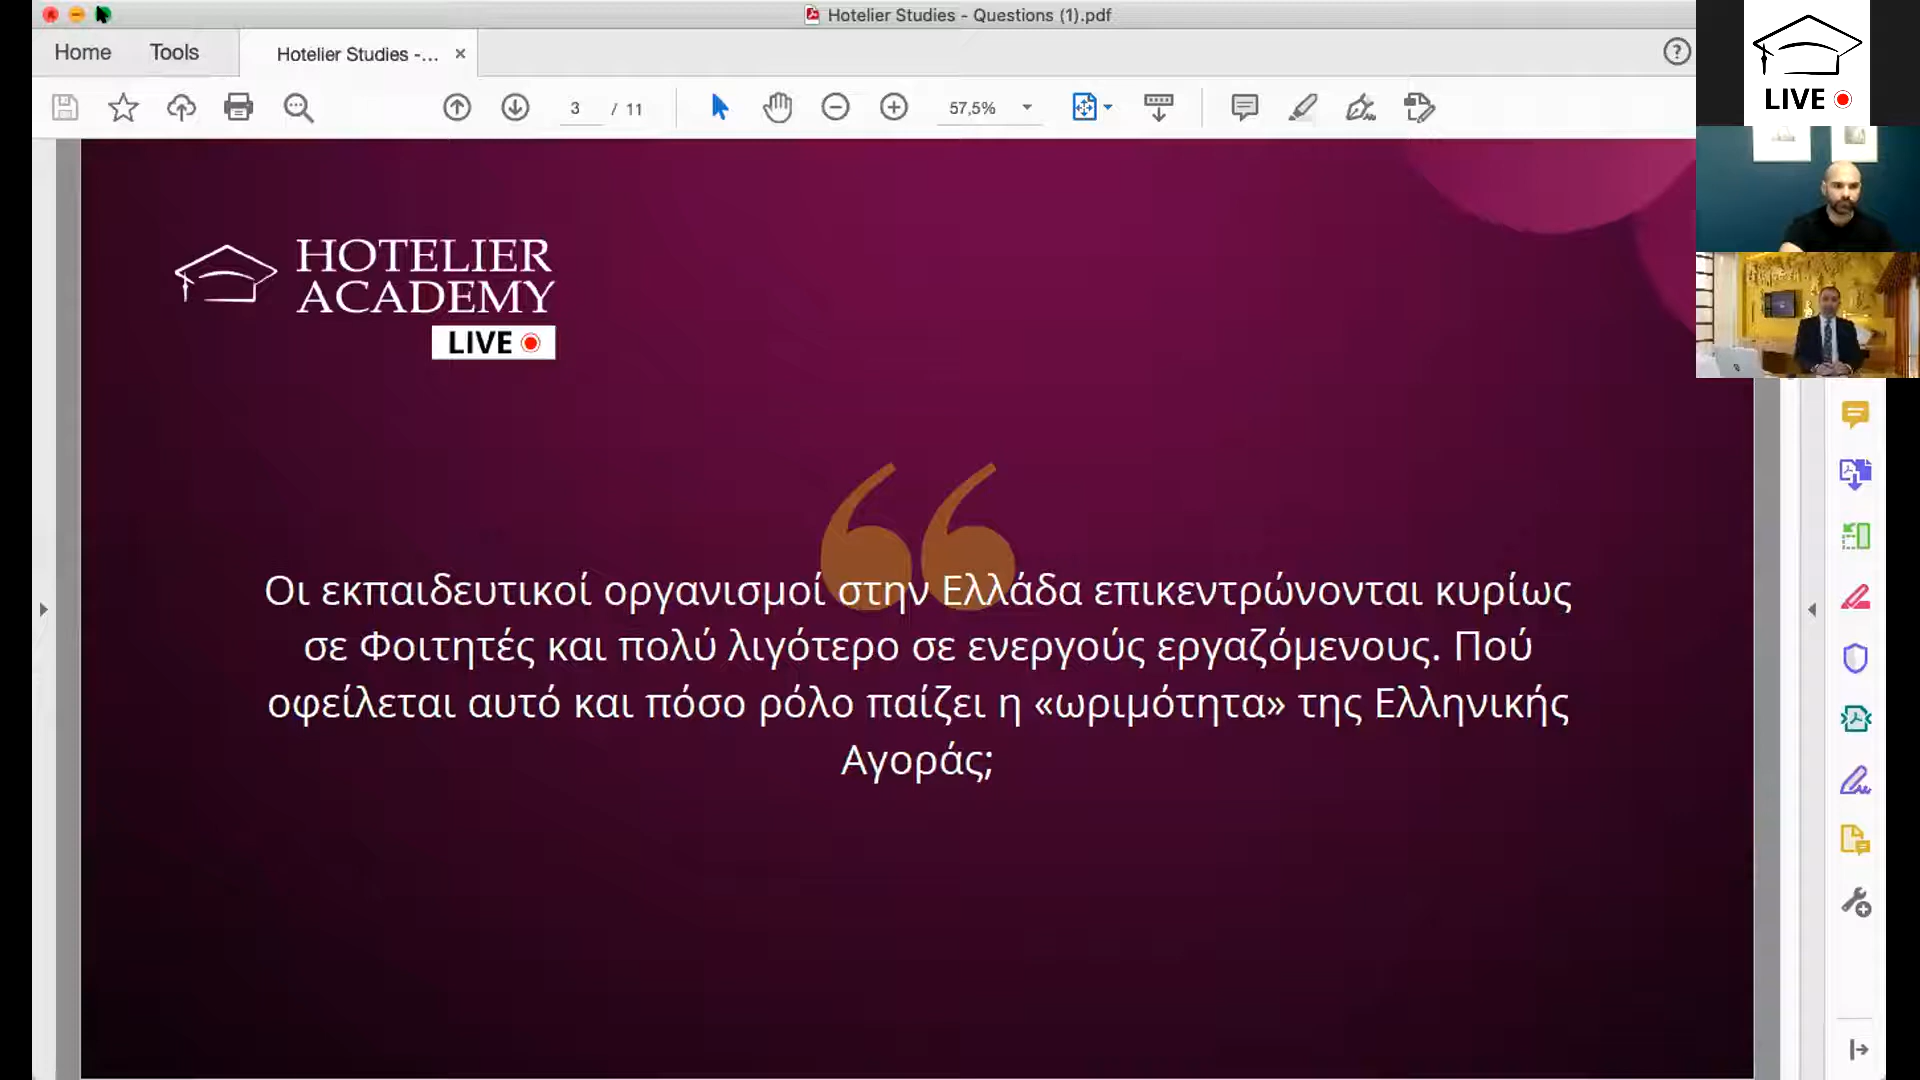 Hotelier Studies - Questions (1).pdf
Home
Tools
Hotelier Studies -...
3 / 11
57,5%
LIVE
HOTELIER
ACADEMY
LIVE
Οι εκπαιδευτικοί οργανισμοί στην Ελλάδα επικεντρώνονται κυρίως
σε Φοιτητές και πολύ λιγότερο σε ενεργούς εργαζόμενους. Πού
οφείλεται αυτό και πόσο ρόλο παίζει η «ωριμότητα» της Ελληνικής
Αγοράς;